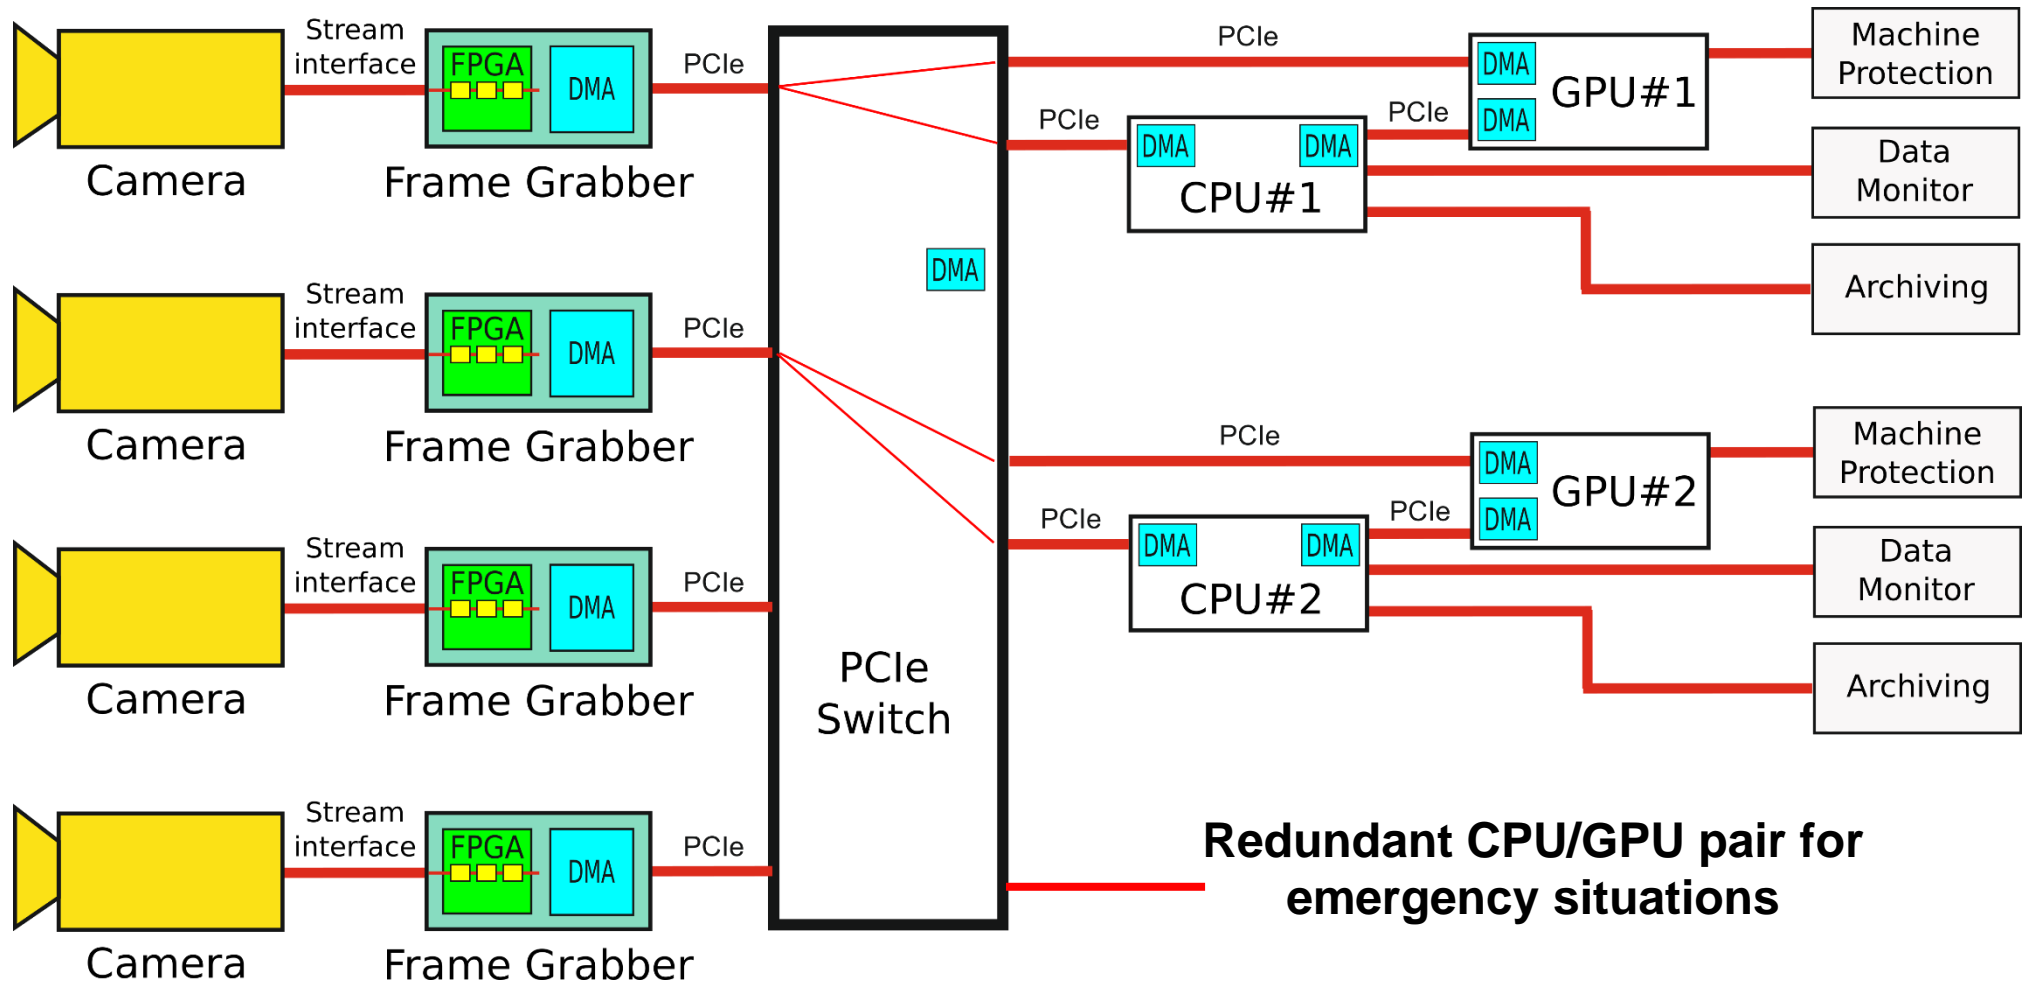 Stream
interface
FPGA
DMA
PCIe
Camera
Frame Grabber
Stream
interface
FPGA
DMA
PCIe
Camera
Frame Grabber
Stream
interface
FPGA
DMA
PCIe
Camera
Frame Grabber
Stream
interface
FPGA
DMA
PCIe
Camera
Frame Grabber
DMA
PCIe
Switch
PCIe
DMA
DMA
GPU#1
PCIe
DMA
DMA
CPU#1
PCIe
Machine
Protection
Data
Monitor
Archiving
PCIe
DMA
DMA
GPU#2
PCIe
DMA
DMA
CPU#2
PCIe
Machine
Protection
Data
Monitor
Archiving
Redundant CPU/GPU pair for
emergency situations